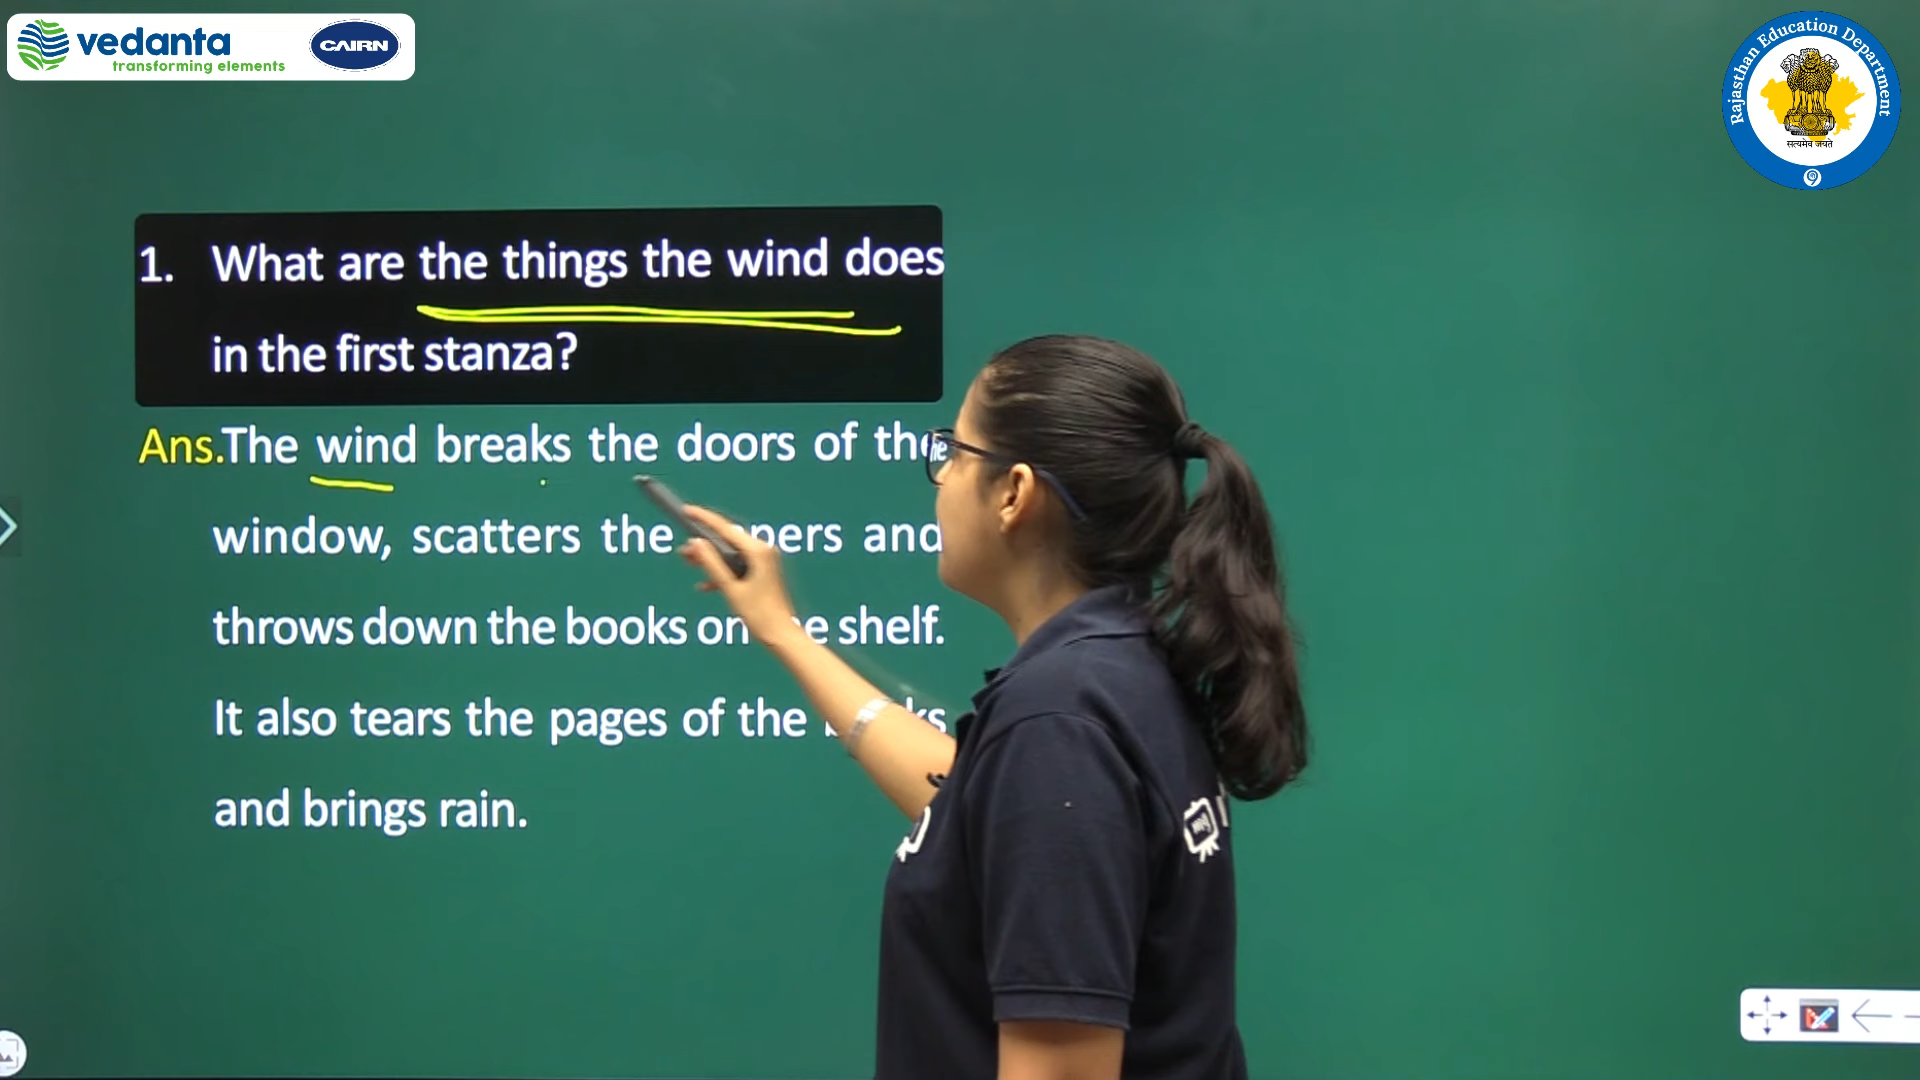 vedanta
transforming elements
CAIRN
Rajasthan Education Department
सत्यमेव जयते
1. What are the things the wind does
in the first stanza?
Ans.The wind breaks the doors of the
window, scatters the and
throws down the books on shelf.
It also tears the pages of the
and brings rain.